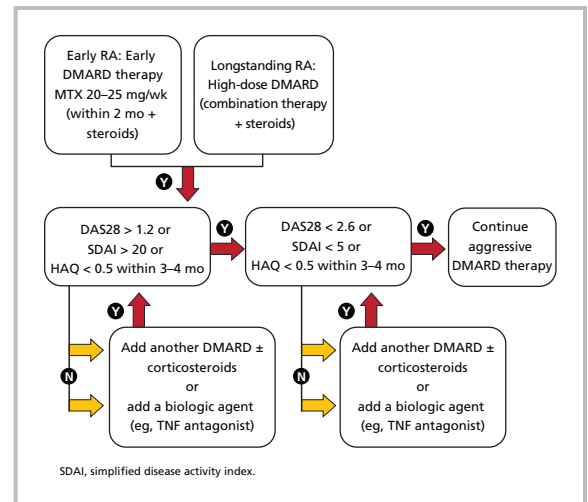 Early RA: Early
DMARD therapy
MTX 20–25 mg/wk
(within 2 mo +
steroids)
Longstanding RA:
High-dose DMARD
(combination therapy
+ steroids)
Y
DAS28 > 1.2 or
SDAI > 20 or
HAQ < 0.5 within 3–4 mo
Y
DAS28 < 2.6 or
SDAI < 5 or
HAQ < 0.5 within 3–4 mo
Y
Continue
aggressive
DMARD therapy
Y
N
Add another DMARD ±
corticosteroids
or
add a biologic agent
(eg, TNF antagonist)
Y
N
Add another DMARD ±
corticosteroids
or
add a biologic agent
(eg, TNF antagonist)
SDAI, simplified disease activity index.